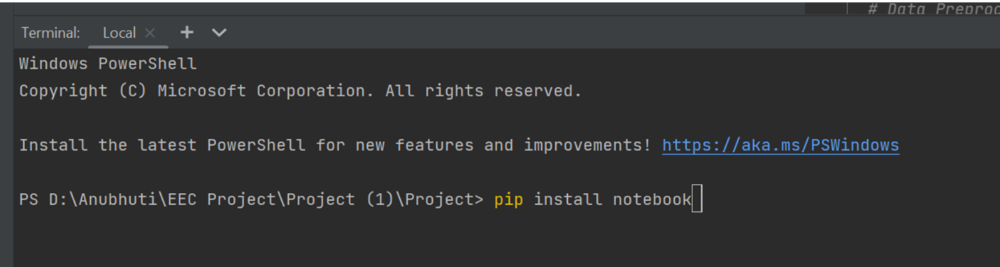 # Data Preproc
Terminal: Local × + 
Windows PowerShell
Copyright (C) Microsoft Corporation. All rights reserved.
Install the latest PowerShell for new features and improvements! https://aka.ms/PSWindows
PS D:\Anubhuti\EEC Project\Project (1)\Project> pip install notebook